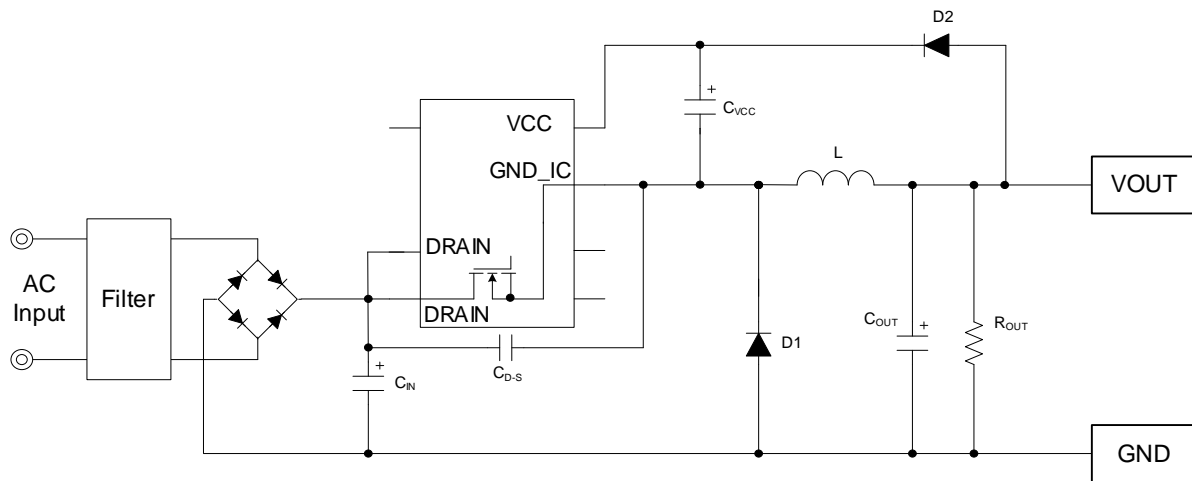 D2
VCC
C_VCC
GND_IC
L
VOUT
AC
Input
Filter
DRAIN
DRAIN
C_D-S
C_IN
D1
C_OUT
R_OUT
GND
+
+
+